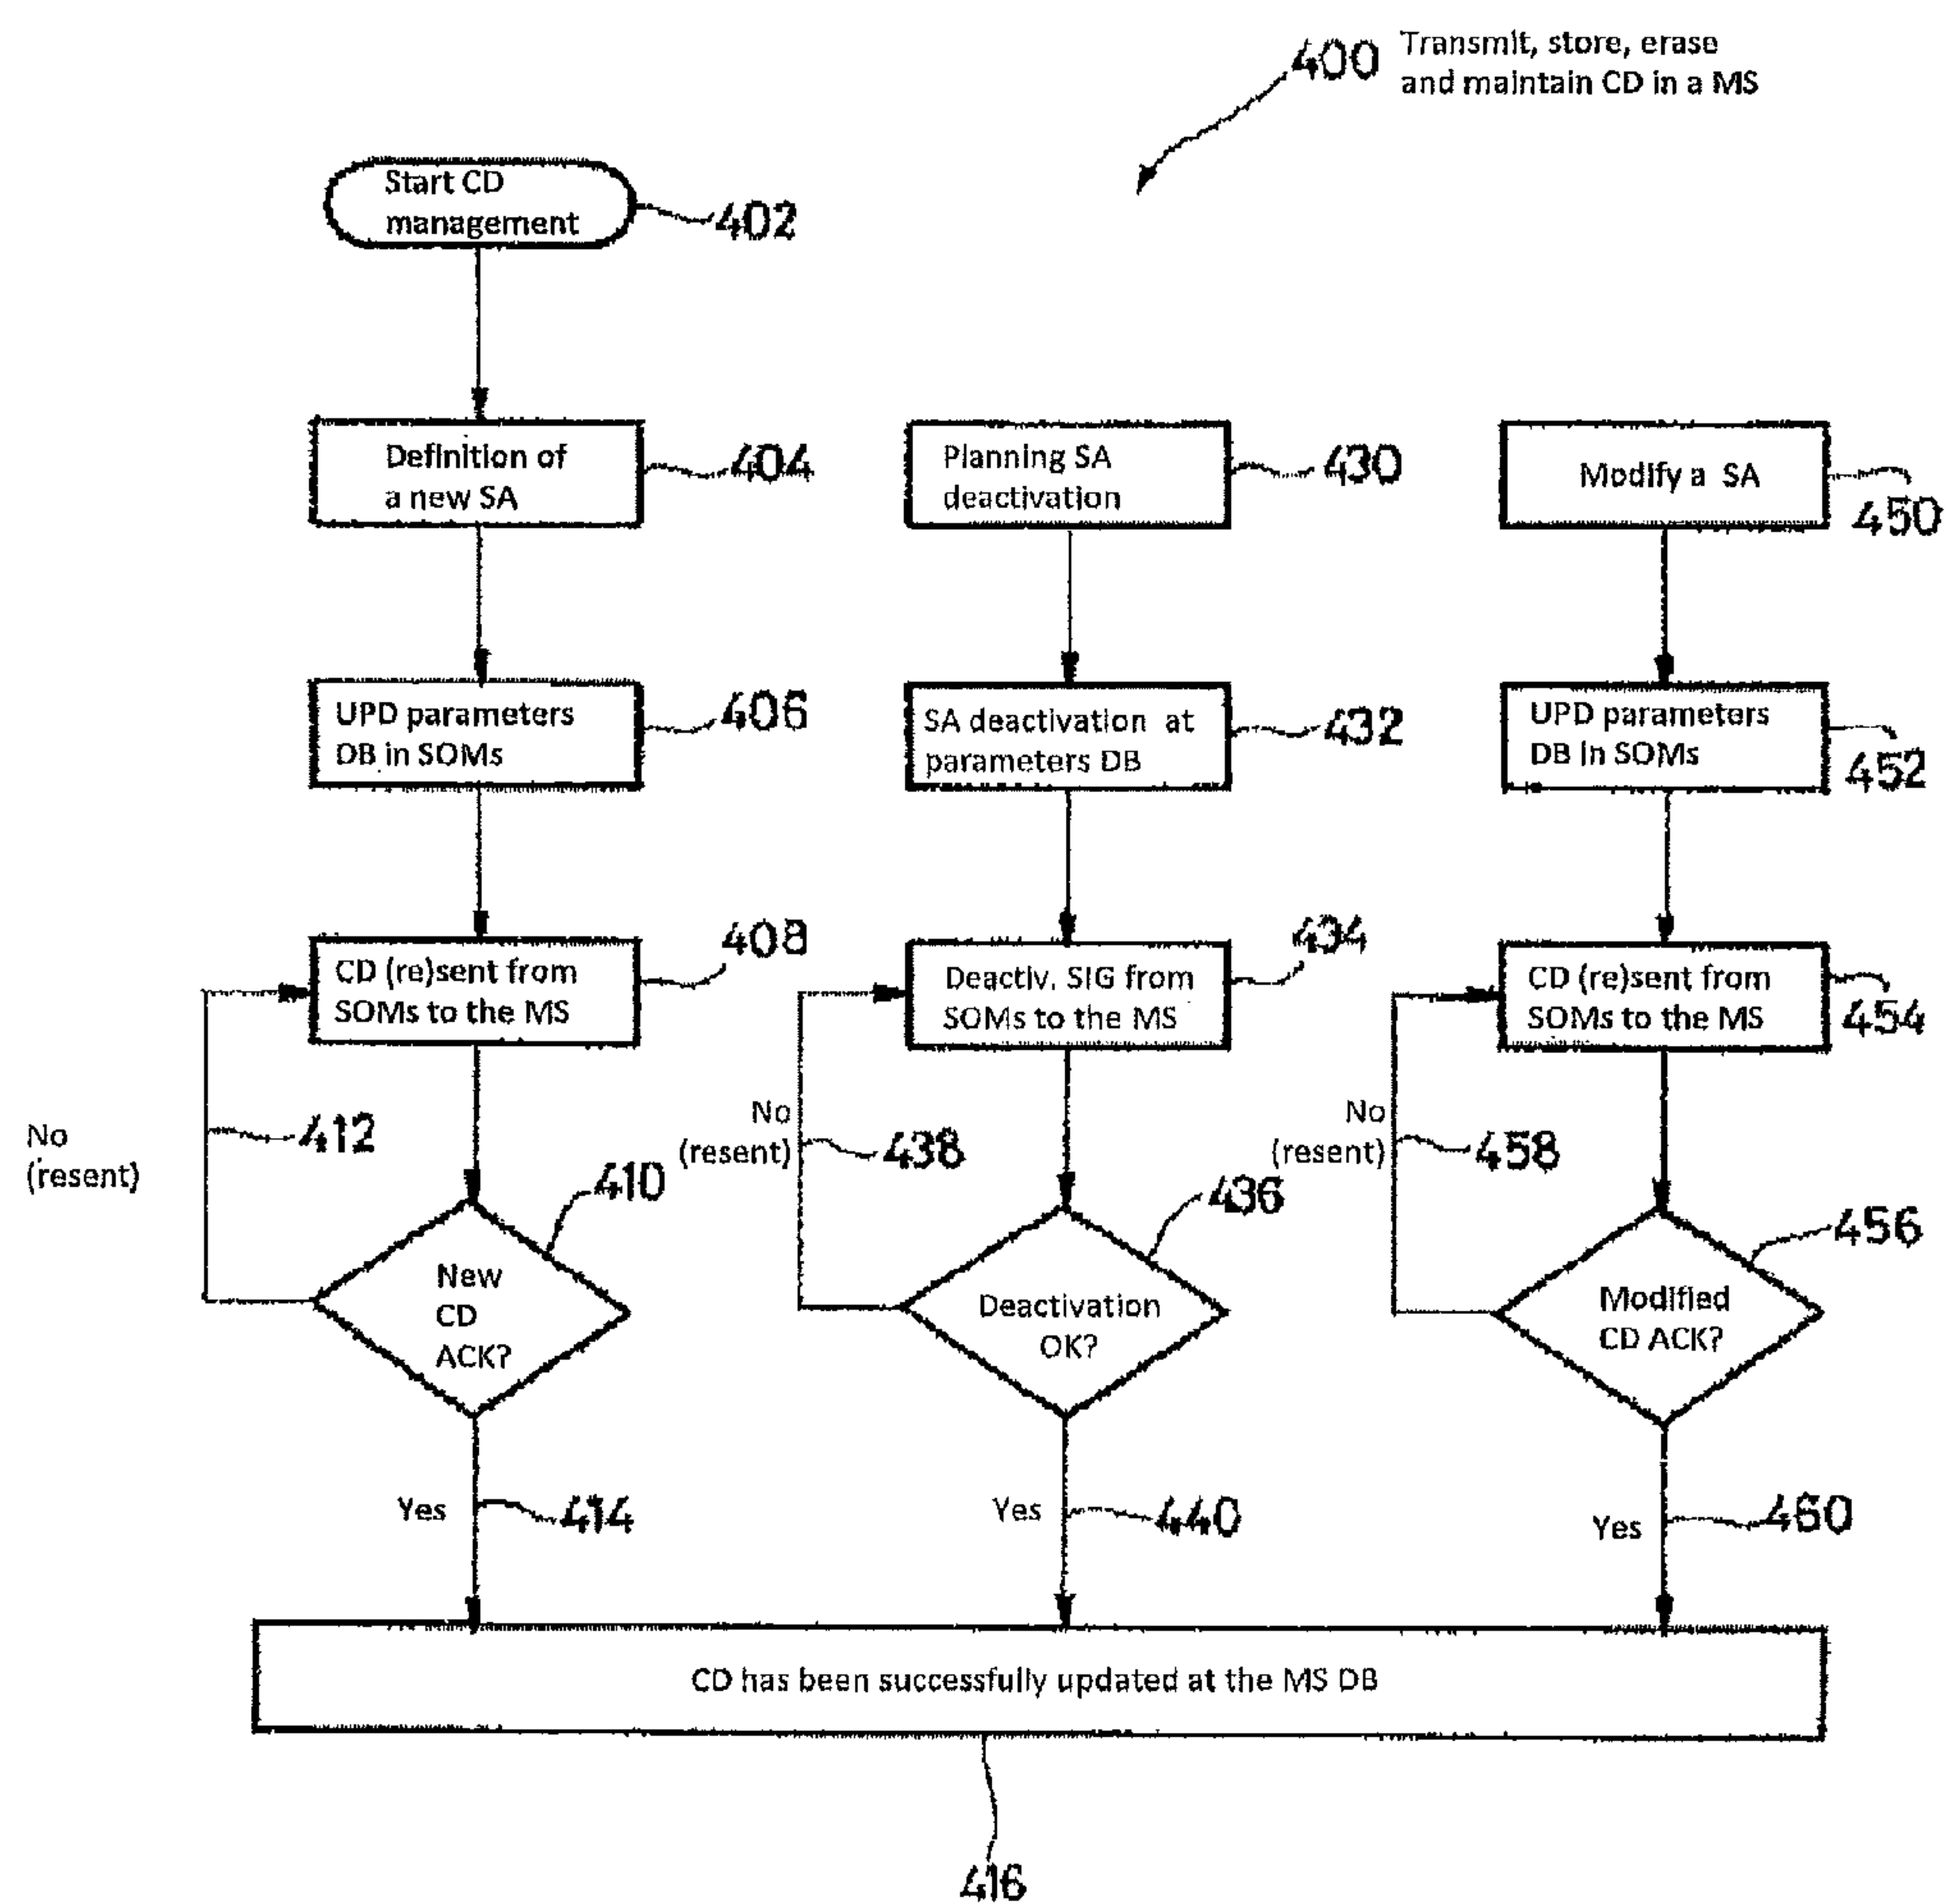 400 Transmit, store, erase
and maintain CD in a MS
Start CD
management
402
Definition of
a new SA
404
UPD parameters
DB in SOMs
406
CD (re)sent from
SOMs to the MS
408
No
(resent)
412
New
CD
ACK?
410
Yes
414
Planning SA
deactivation
430
SA deactivation at
parameters DB
432
Deactiv. SIG from
SOMs to the MS
434
No
(resent)
438
Deactivation
OK?
436
Yes
440
Modify a SA
450
UPD parameters
DB in SOMs
452
CD (re)sent from
SOMs to the MS
454
No
(resent)
458
Modified
CD ACK?
456
Yes
460
CD has been successfully updated at the MS DB
416